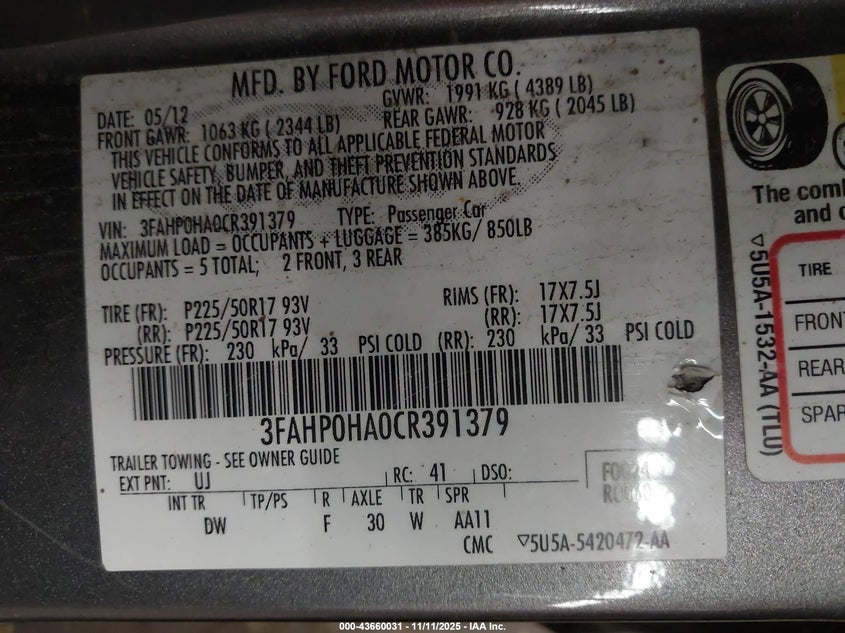 MFD. BY FORD MOTOR CO.
DATE: 05/12 GVWR: 1991 KG ( 4389 LB)
FRONT GAWR: 1063 KG ( 2344 LB) REAR GAWR: 928 KG ( 2045 LB)
THIS VEHICLE CONFORMS TO ALL APPLICABLE FEDERAL MOTOR
VEHICLE SAFETY, BUMPER, AND THEFT PREVENTION STANDARDS
IN EFFECT ON THE DATE OF MANUFACTURE SHOWN ABOVE
VIN: 3FAHP0HA0CR391379 TYPE: Passenger Car
MAXIMUM LOAD = OCCUPANTS + LUGGAGE = 385KG/ 850LB
OCCUPANTS = 5 TOTAL; 2 FRONT, 3 REAR
TIRE (FR): P225/50R17 93V RIMS (FR): 17X7.5J
(RR): P225/50R17 93V (RR): 17X7.5J
PRESSURE (FR): 230 kPa/ 33 PSI COLD (RR): 230 kPa/ 33 PSI COLD
3FAHP0HA0CR391379
TRAILER TOWING - SEE OWNER GUIDE
EXT PNT: UJ RC: 41 DSO:
INT TR TP/PS R AXLE TR SPR
DW F 30 W AA11
CMC ▽5U5A-5420472-AA
The
and
▽5U5A-1532-AA (TLU)
TIRE
FRONT
REAR
000-43660031 - 11/11/2025 - IAA Inc.